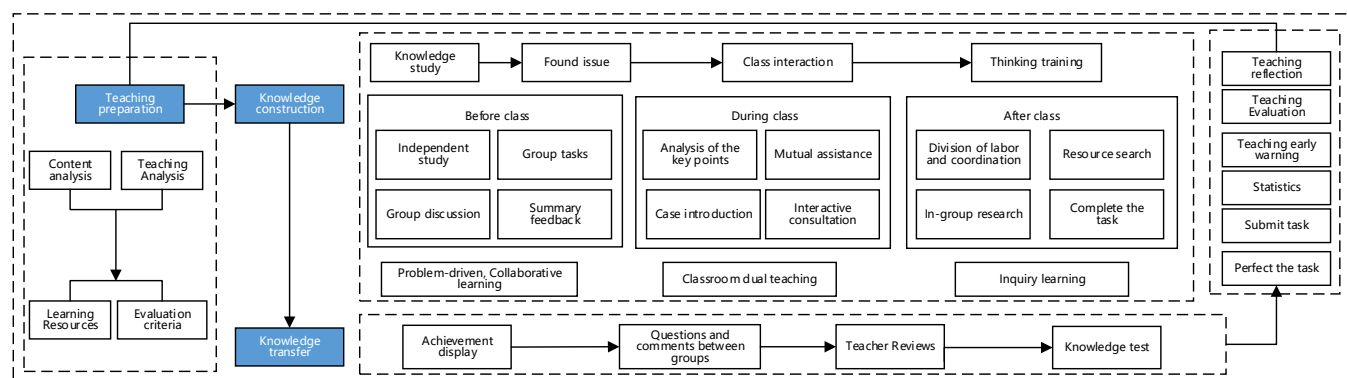 Teaching
preparation
Knowledge
construction
Content
analysis
Teaching
Analysis
Learning
Resources
Evaluation
criteria
Knowledge
transfer
Knowledge
study
Found issue
Class interaction
Thinking training
Before class
Independent
study
Group tasks
Group discussion
Summary
feedback
During class
Analysis of the
key points
Mutual assistance
Case introduction
Interactive
consultation
After class
Division of labor
and coordination
Resource search
In-group research
Complete the
task
Problem-driven, Collaborative
learning
Classroom dual teaching
Inquiry learning
Achievement
display
Questions and
comments between
groups
Teacher Reviews
Knowledge test
Teaching
reflection
Teaching
Evaluation
Teaching early
warning
Statistics
Submit task
Perfect the task